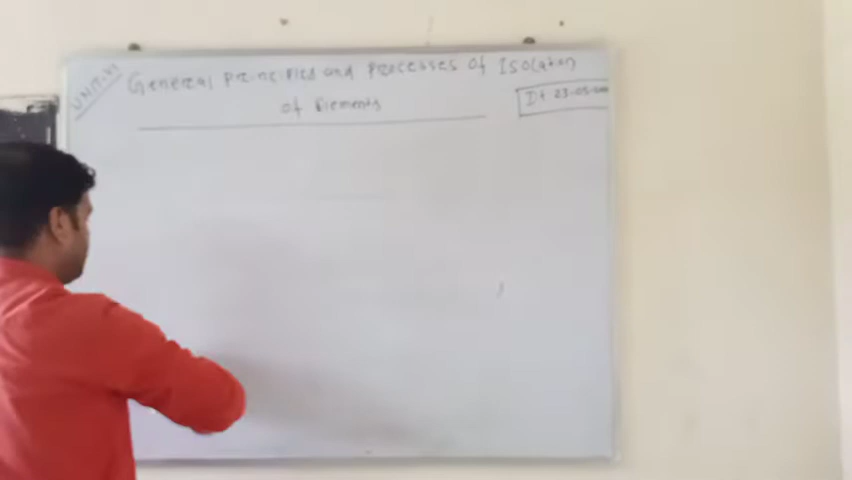 UNIT-VI
General Principles and Processes of Isolation
of Elements
Dt 23-05-